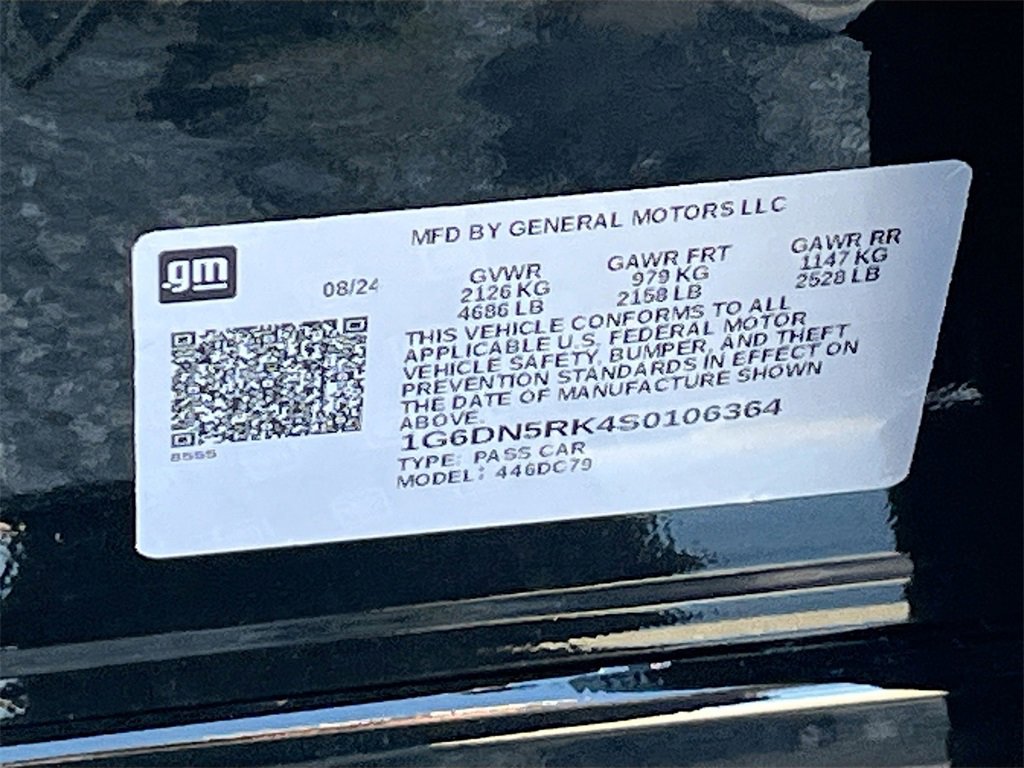 MFD BY GENERAL MOTORS LLC
gm
08/24
GVWR
2126 KG
4686 LB
GAWR FRT
979 KG
2158 LB
GAWR RR
1147 KG
2528 LB
THIS VEHICLE CONFORMS TO ALL
APPLICABLE U.S. FEDERAL MOTOR
VEHICLE SAFETY, BUMPER, AND THEFT
PREVENTION STANDARDS IN EFFECT ON
THE DATE OF MANUFACTURE SHOWN
ABOVE.
1G6DN5RK4S0106364
TYPE: PASS CAR
MODEL: 446DC79
8555